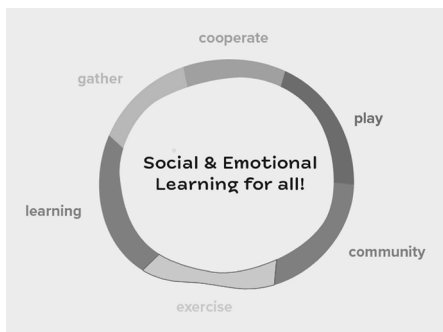 cooperate
gather
play
Social & Emotional
Learning for all!
learning
community
exercise